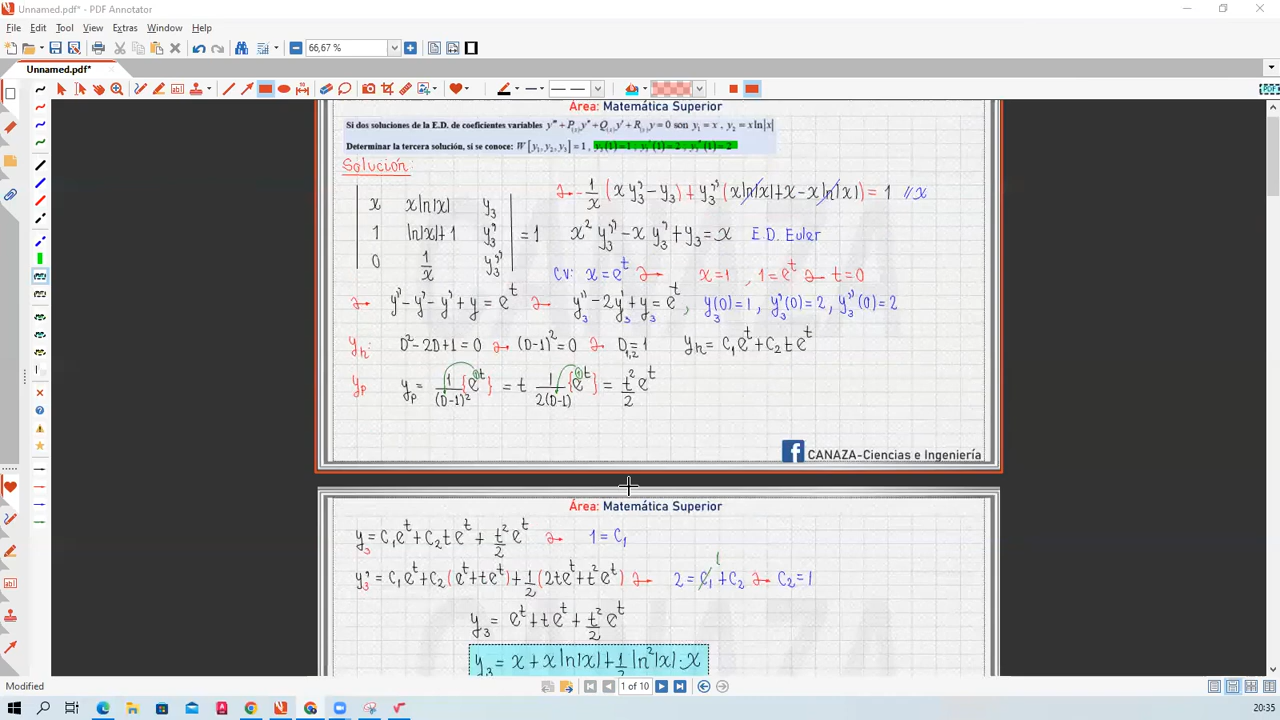 Unnamed.pdf* - PDF Annotator
File Edit Tool View Extras Window Help
66,67 %
Unnamed.pdf*
Área: Matemática Superior
Si dos soluciones de la E.D. de coeficientes variables y''' + P(x)y'' + Q(x)y' + R(x)y = 0 son y₁ = x , y₂ = x ln|x|
Determinar la tercera solución, si se conoce: W[y₁, y₂, y₃] = 1 , y₃(1) = 1 ; y₃'(1) = 2 ; y₃''(1) = 2
Solución:
| x x ln|x| y₃ |
| 1 ln|x|+1 y₃' | = 1
| 0 1/x y₃'' |
-1/x (x y₃' − y₃) + y₃'' (x ln|x| + x − x ln|x|) = 1 //x
x² y₃'' − x y₃' + y₃ = x E.D. Euler
CV: x = e^t x=1, 1 = e^t t=0
y'' − y' − y' + y = e^t y₃'' − 2y₃' + y₃ = e^t , y₃(0)=1, y₃'(0)=2, y₃''(0)=2
yₕ: D²−2D+1=0 (D−1)²=0 D₁,₂=1 yₕ = C₁e^t + C₂te^t
yₚ yₚ = 1/(D−1)² {e^t} = t 1/2(D−1) {e^t} = t²/2 e^t
CANAZA-Ciencias e Ingeniería
Área: Matemática Superior
y₃ = C₁e^t + C₂te^t + t²/2 e^t 1 = C₁
y₃' = C₁e^t + C₂(e^t + te^t) + 1/2(2te^t + t²e^t) 2 = C₁ + C₂ C₂ = 1
1
y₃ = e^t + te^t + t²/2 e^t
y₃ = x + x ln|x| + 1/2 ln²|x|·x
Modified
1 of 10
20:35